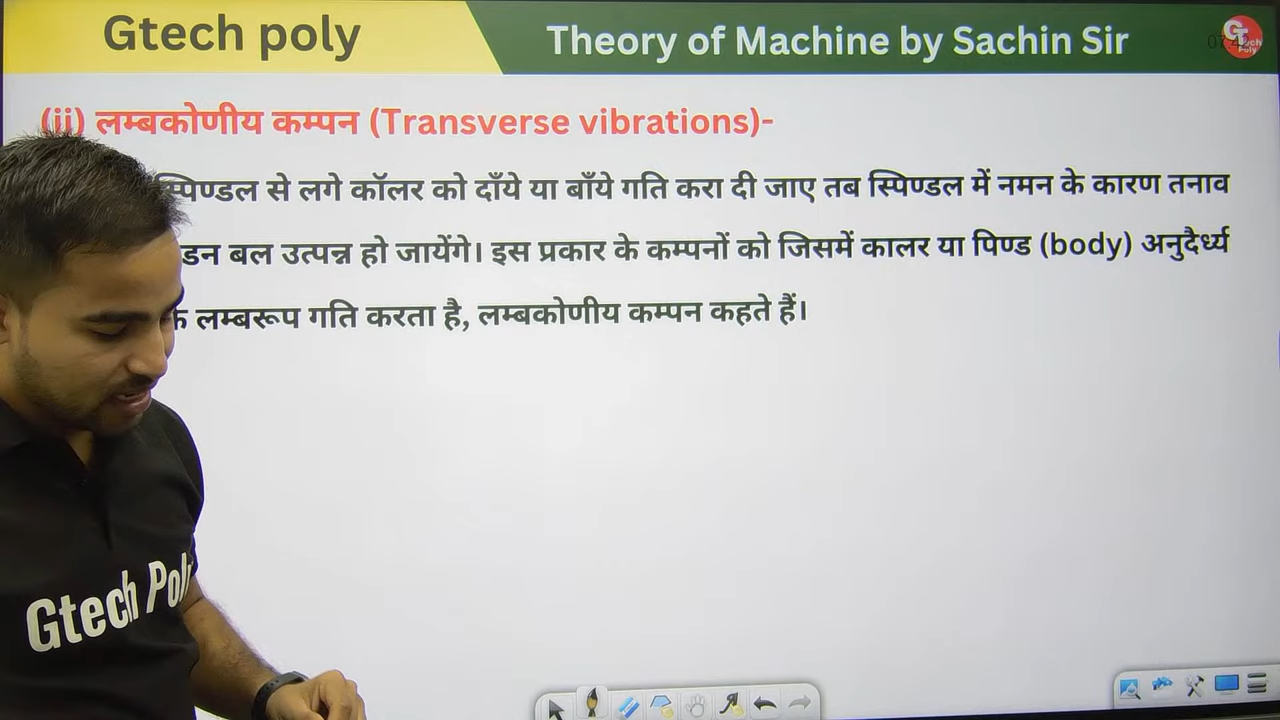 Gtech poly
Theory of Machine by Sachin Sir
(ii) लम्बकोणीय कम्पन (Transverse vibrations)-
स्पिण्डल से लगे कॉलर को दाँये या बाँये गति करा दी जाए तब स्पिण्डल में नमन के कारण तनाव
डन बल उत्पन्न हो जायेंगे। इस प्रकार के कम्पनों को जिसमें कालर या पिण्ड (body) अनुदैर्ध्य
के लम्बरूप गति करता है, लम्बकोणीय कम्पन कहते हैं।
Gtech Poly